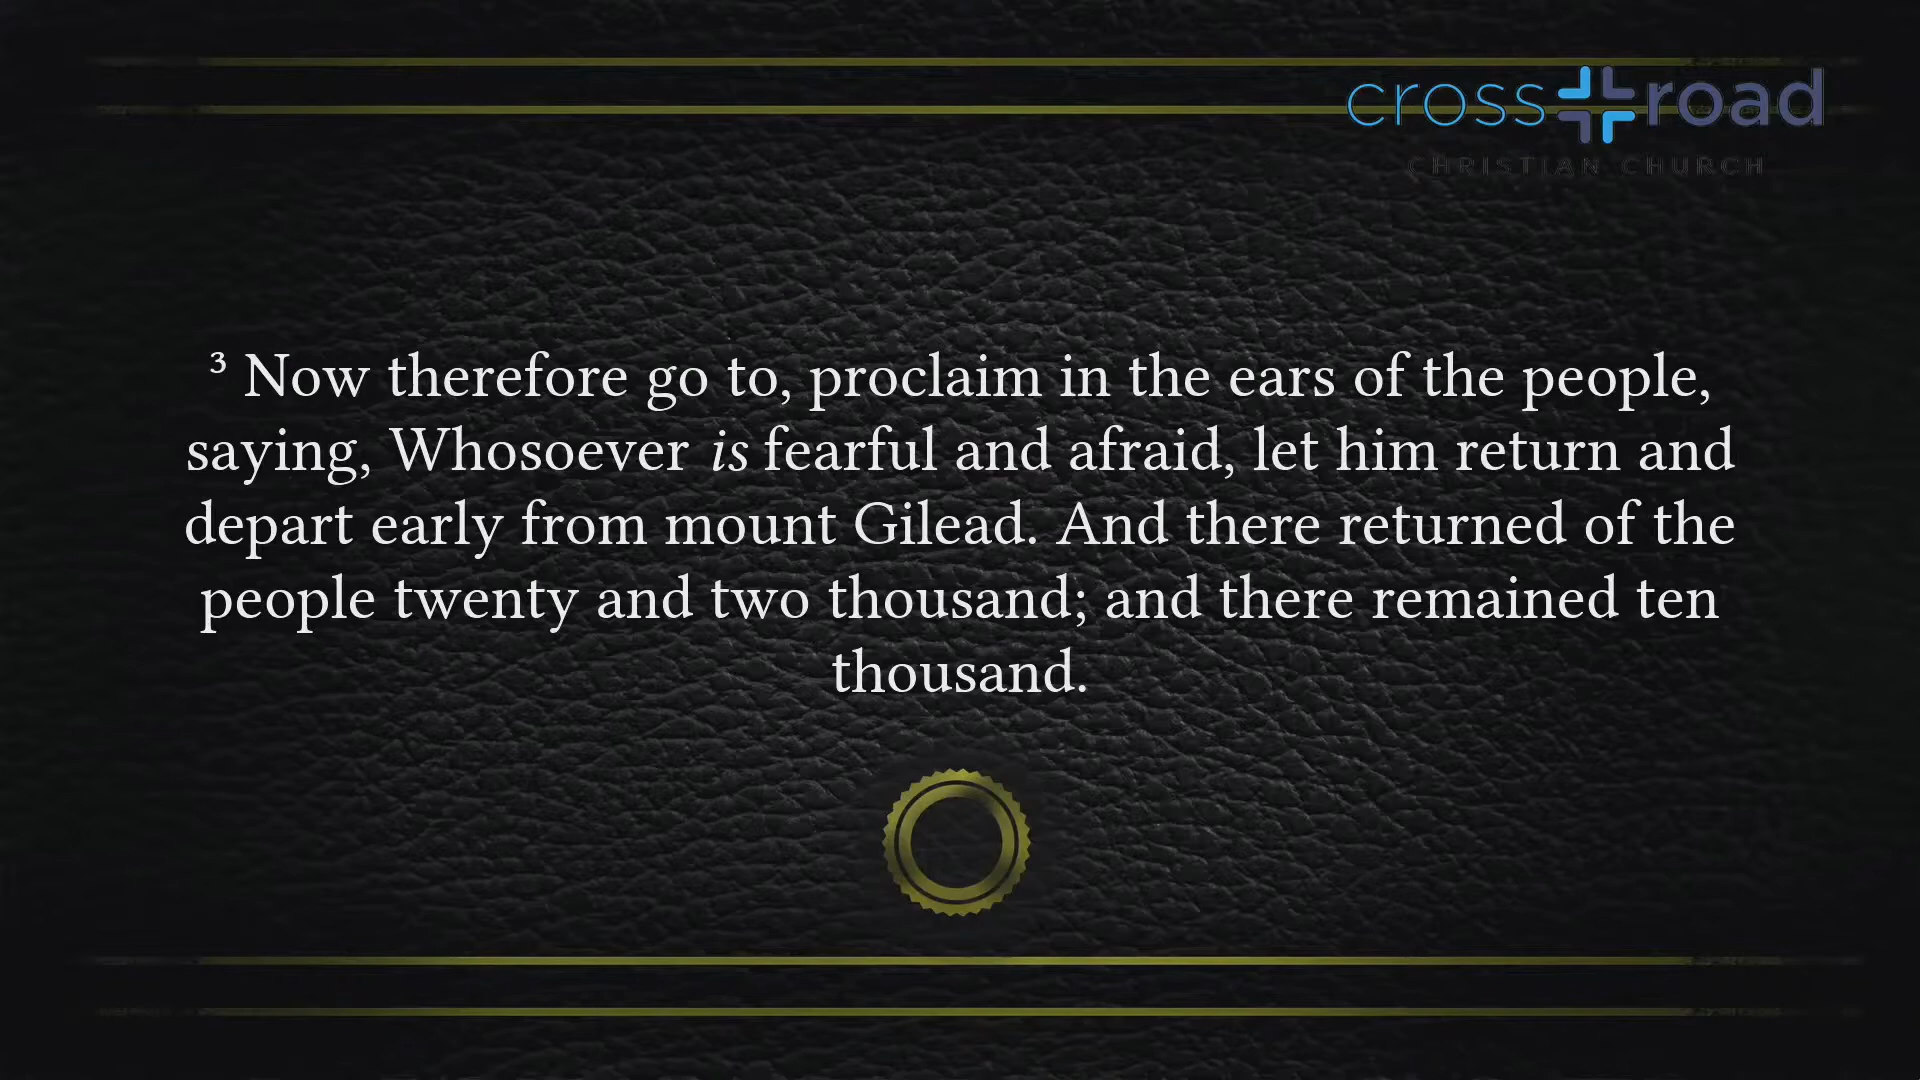 cross road
CHRISTIAN CHURCH
³ Now therefore go to, proclaim in the ears of the people,
saying, Whosoever is fearful and afraid, let him return and
depart early from mount Gilead. And there returned of the
people twenty and two thousand; and there remained ten
thousand.